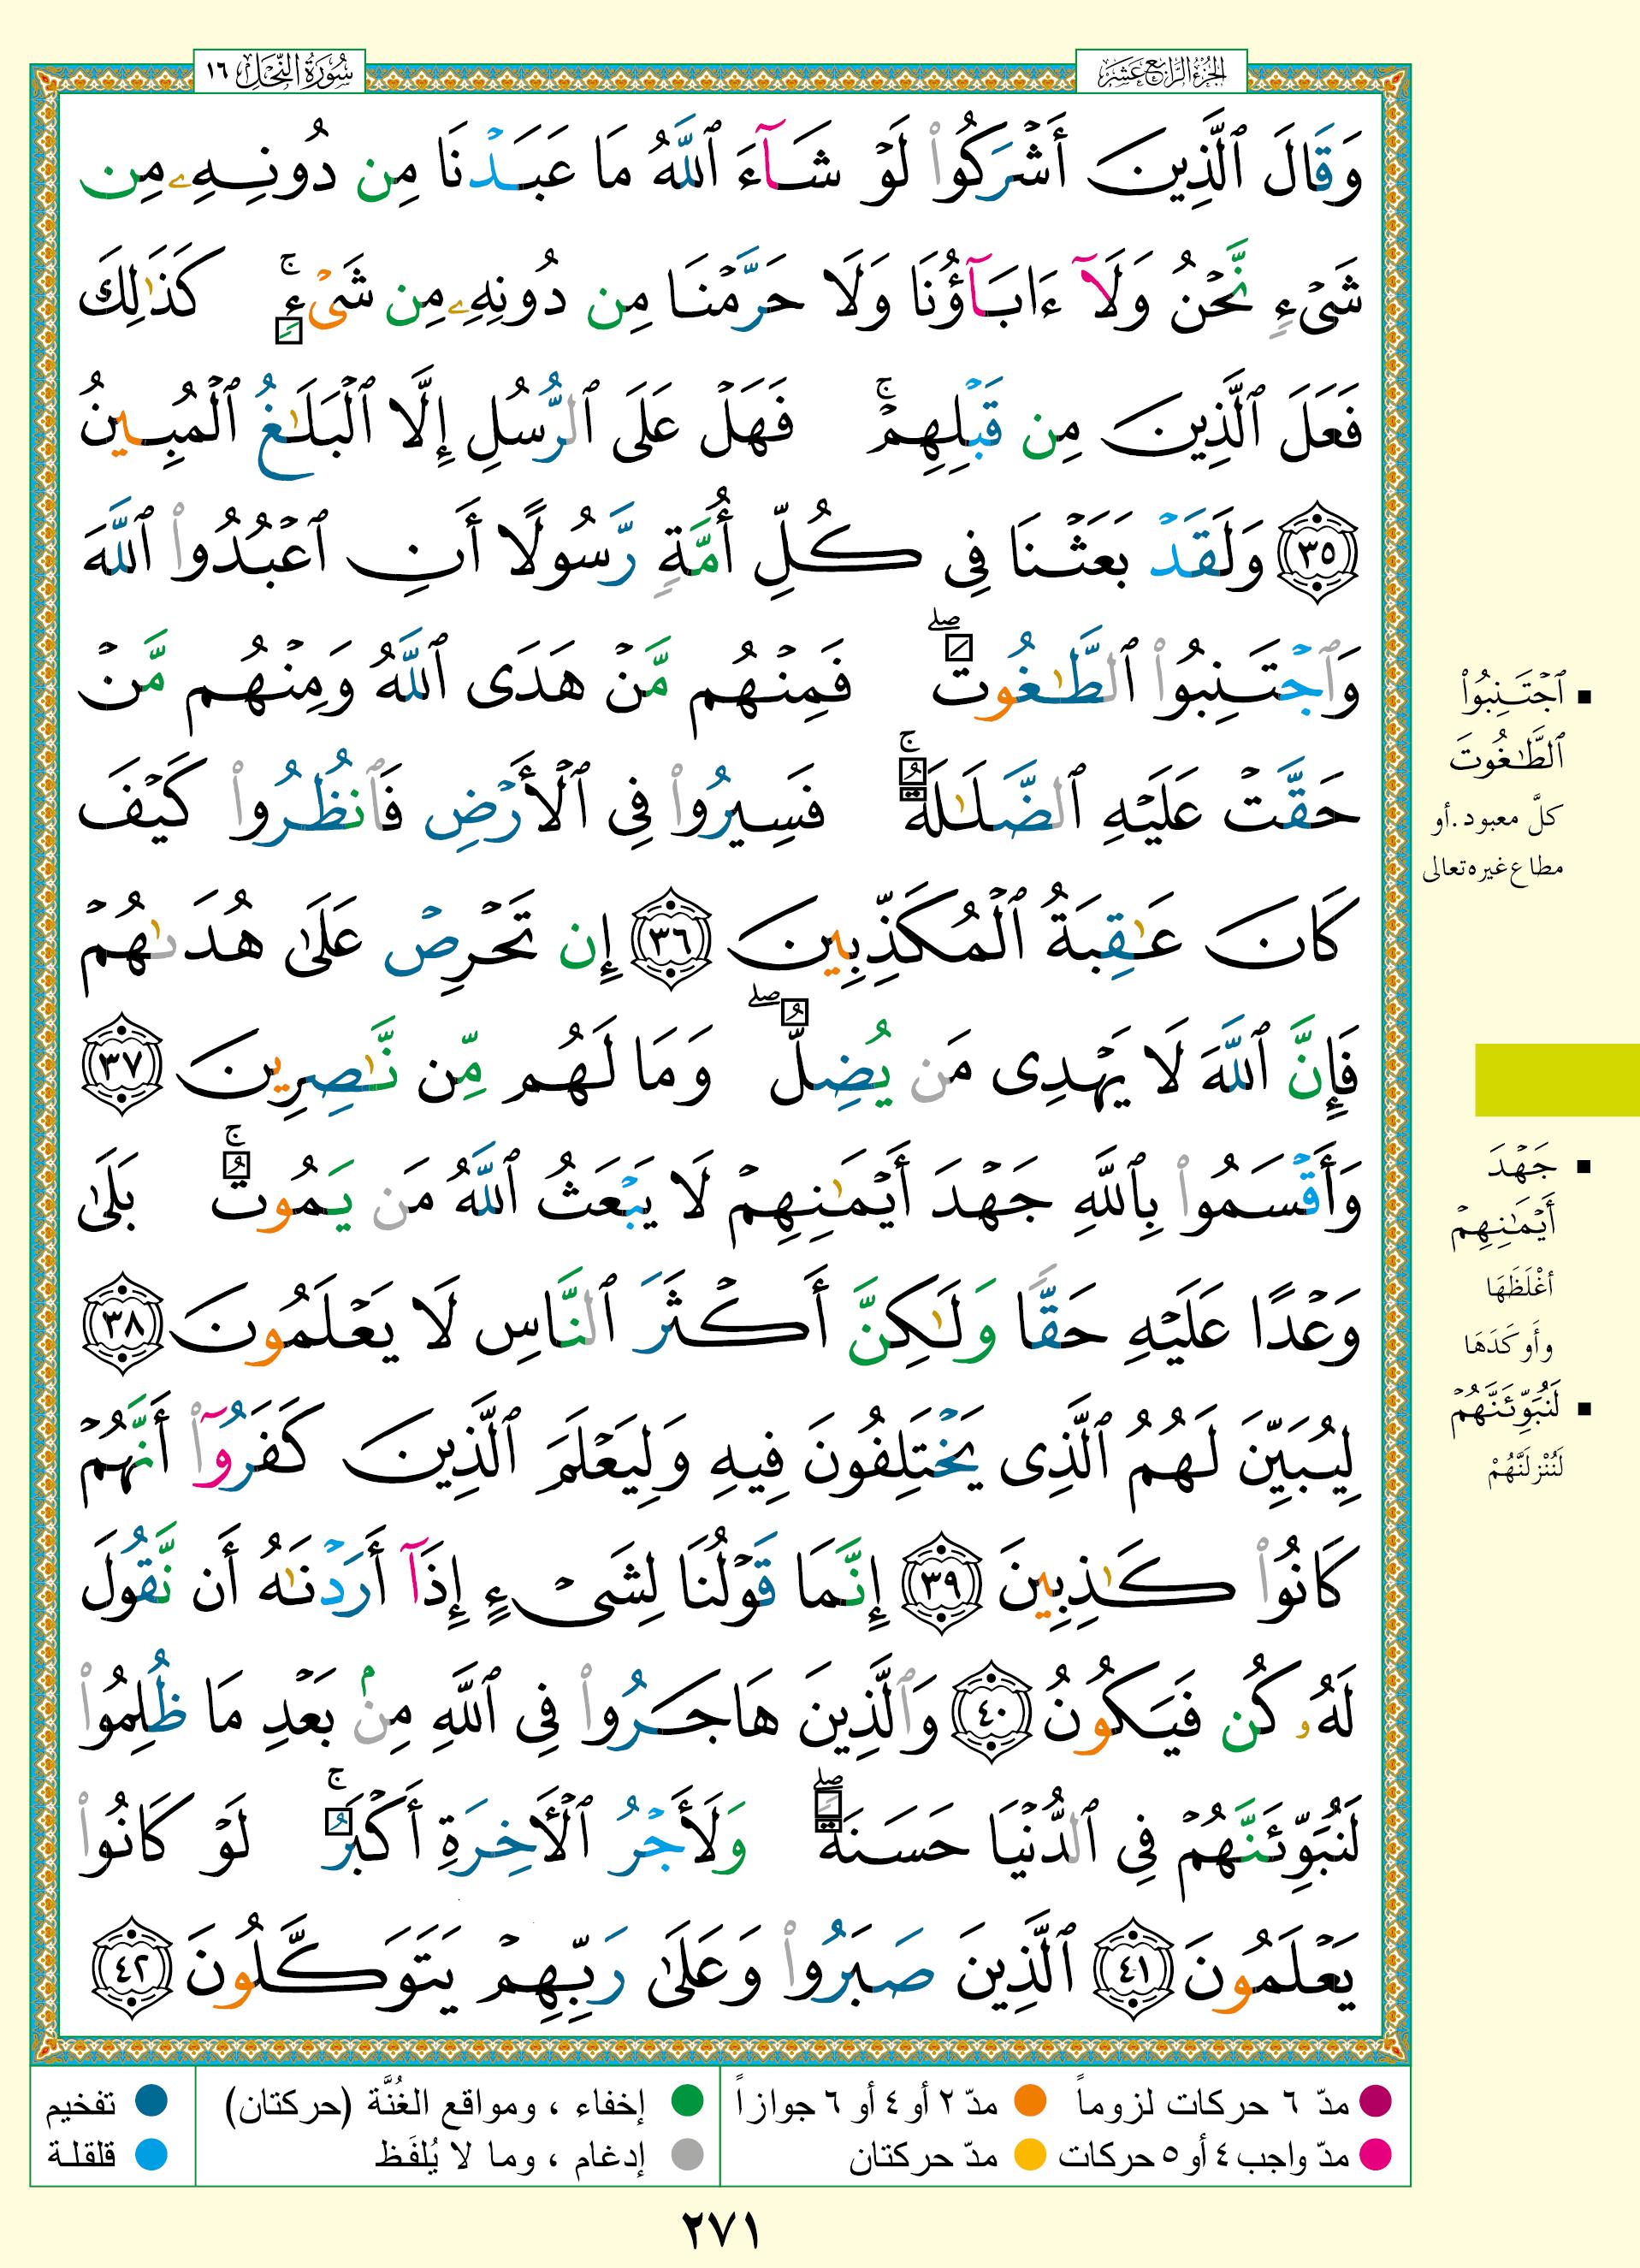 الجزء الرابع عشر
سُورَةُ النَّحۡلِ ١٦
وَقَالَ ٱلَّذِينَ أَشۡرَكُواْ لَوۡ شَآءَ ٱللَّهُ مَا عَبَدۡنَا مِن دُونِهِۦ مِن
شَيۡءٖ نَّحۡنُ وَلَآ ءَابَآؤُنَا وَلَا حَرَّمۡنَا مِن دُونِهِۦ مِن شَيۡءٖۚ كَذَٰلِكَ
فَعَلَ ٱلَّذِينَ مِن قَبۡلِهِمۡۚ فَهَلۡ عَلَى ٱلرُّسُلِ إِلَّا ٱلۡبَلَٰغُ ٱلۡمُبِينُ
٣٥ وَلَقَدۡ بَعَثۡنَا فِي كُلِّ أُمَّةٖ رَّسُولًا أَنِ ٱعۡبُدُواْ ٱللَّهَ
وَٱجۡتَنِبُواْ ٱلطَّٰغُوتَۖ فَمِنۡهُم مَّنۡ هَدَى ٱللَّهُ وَمِنۡهُم مَّنۡ
حَقَّتۡ عَلَيۡهِ ٱلضَّلَٰلَةُۚ فَسِيرُواْ فِي ٱلۡأَرۡضِ فَٱنظُرُواْ كَيۡفَ
كَانَ عَٰقِبَةُ ٱلۡمُكَذِّبِينَ ٣٦ إِن تَحۡرِصۡ عَلَىٰ هُدَىٰهُمۡ
فَإِنَّ ٱللَّهَ لَا يَهۡدِي مَن يُضِلُّۖ وَمَا لَهُم مِّن نَّٰصِرِينَ ٣٧
وَأَقۡسَمُواْ بِٱللَّهِ جَهۡدَ أَيۡمَٰنِهِمۡ لَا يَبۡعَثُ ٱللَّهُ مَن يَمُوتُۚ بَلَىٰ
وَعۡدًا عَلَيۡهِ حَقّٗا وَلَٰكِنَّ أَكۡثَرَ ٱلنَّاسِ لَا يَعۡلَمُونَ ٣٨
لِيُبَيِّنَ لَهُمُ ٱلَّذِي يَخۡتَلِفُونَ فِيهِ وَلِيَعۡلَمَ ٱلَّذِينَ كَفَرُوٓاْ أَنَّهُمۡ
كَانُواْ كَٰذِبِينَ ٣٩ إِنَّمَا قَوۡلُنَا لِشَيۡءٍ إِذَآ أَرَدۡنَٰهُ أَن نَّقُولَ
لَهُۥ كُن فَيَكُونُ ٤٠ وَٱلَّذِينَ هَاجَرُواْ فِي ٱللَّهِ مِنۢ بَعۡدِ مَا ظُلِمُواْ
لَنُبَوِّئَنَّهُمۡ فِي ٱلدُّنۡيَا حَسَنَةٗۖ وَلَأَجۡرُ ٱلۡأٓخِرَةِ أَكۡبَرُۚ لَوۡ كَانُواْ
يَعۡلَمُونَ ٤١ ٱلَّذِينَ صَبَرُواْ وَعَلَىٰ رَبِّهِمۡ يَتَوَكَّلُونَ ٤٢
▪ ٱجۡتَنِبُواْ
ٱلطَّٰغُوتَ
كلّ معبود.أو
مطاع غيره تعالى
▪ جَهۡدَ
أَيۡمَٰنِهِمۡ
أغْلَظَهَا
وأوكَدَهَا
▪ لَنُبَوِّئَنَّهُمۡ
لَنُنْزِلَنَّهُمْ
مدّ ٦ حركات لزوماً
مدّ ٢ أو ٤ أو ٦ جوازاً
إخفاء ، ومواقع الغُنَّة (حركتان)
تفخيم
مدّ واجب ٤ أو ٥ حركات
مدّ حركتان
إدغام ، وما لا يُلفَظ
قلقلة
٢٧١